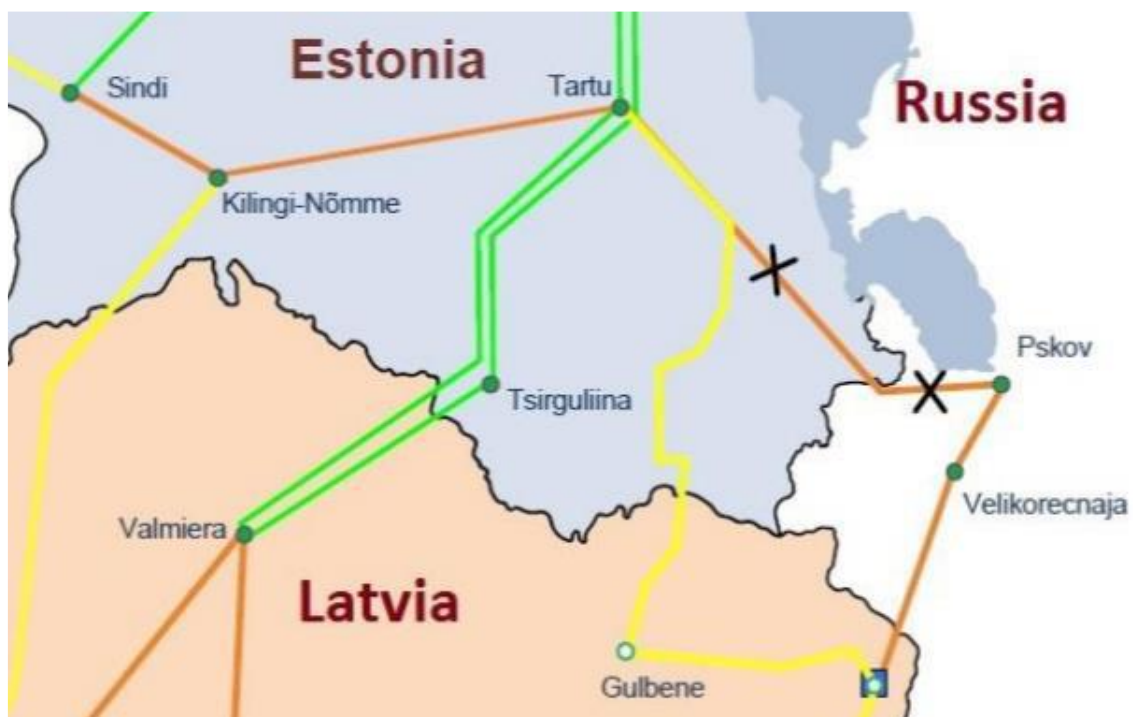 Estonia
Sindi
Tartu
Russia
Kilingi-Nõmme
Pskov
Tsirguliina
Velikorecnaja
Valmiera
Latvia
Gulbene